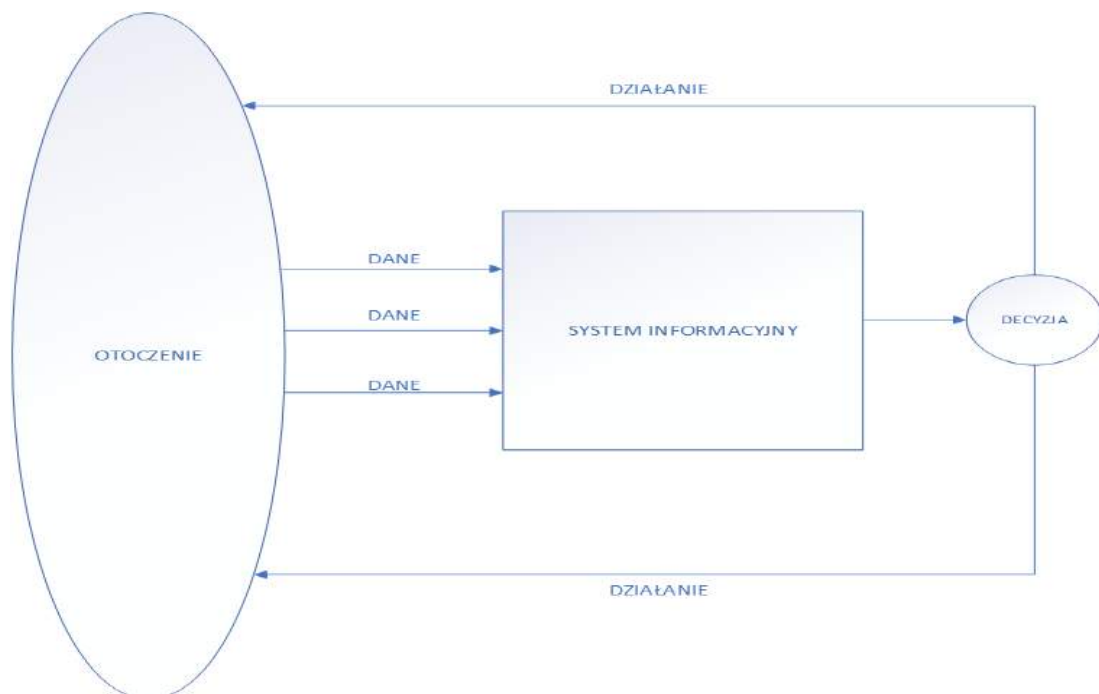 DZIAŁANIE
DANE
DANE
DANE
OTOCZENIE
SYSTEM INFORMACYJNY
DECYZJA
DZIAŁANIE